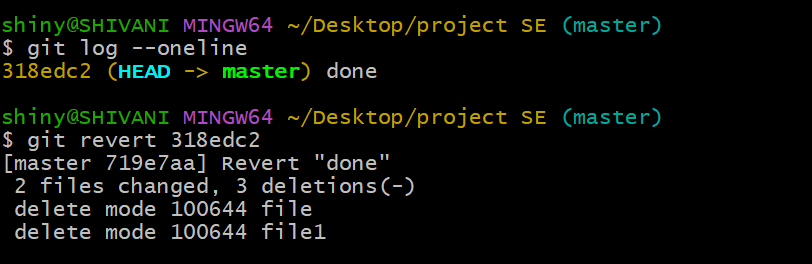 shiny@SHIVANI MINGW64 ~/Desktop/project SE (master)
$ git log --oneline
318edc2 (HEAD -> master) done
shiny@SHIVANI MINGW64 ~/Desktop/project SE (master)
$ git revert 318edc2
[master 719e7aa] Revert "done"
 2 files changed, 3 deletions(-)
 delete mode 100644 file
 delete mode 100644 file1